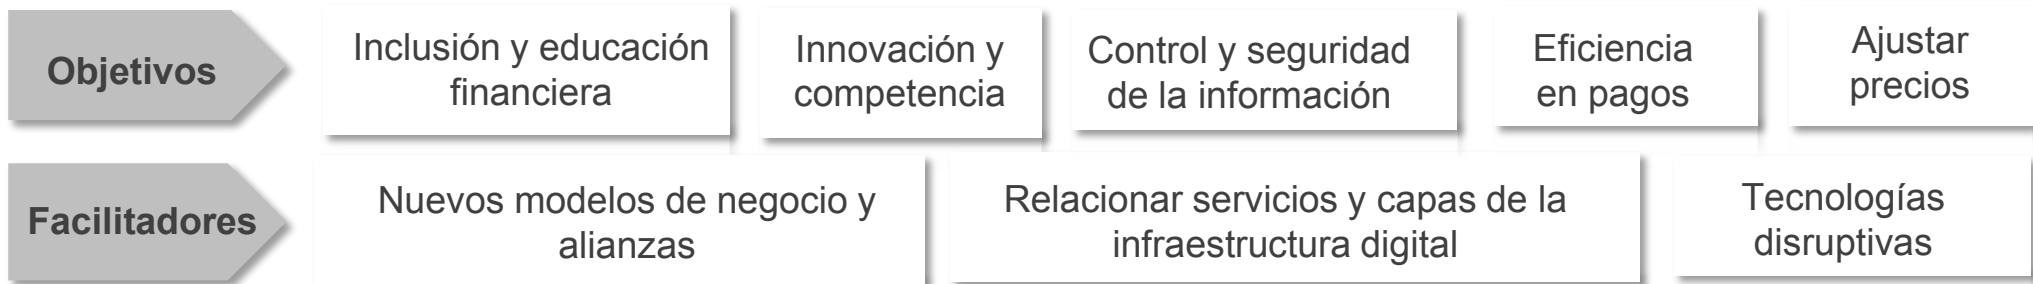 Objetivos
Inclusión y educación
financiera
Innovación y
competencia
Control y seguridad
de la información
Eficiencia
en pagos
Ajustar
precios
Facilitadores
Nuevos modelos de negocio y
alianzas
Relacionar servicios y capas de la
infraestructura digital
Tecnologías
disruptivas